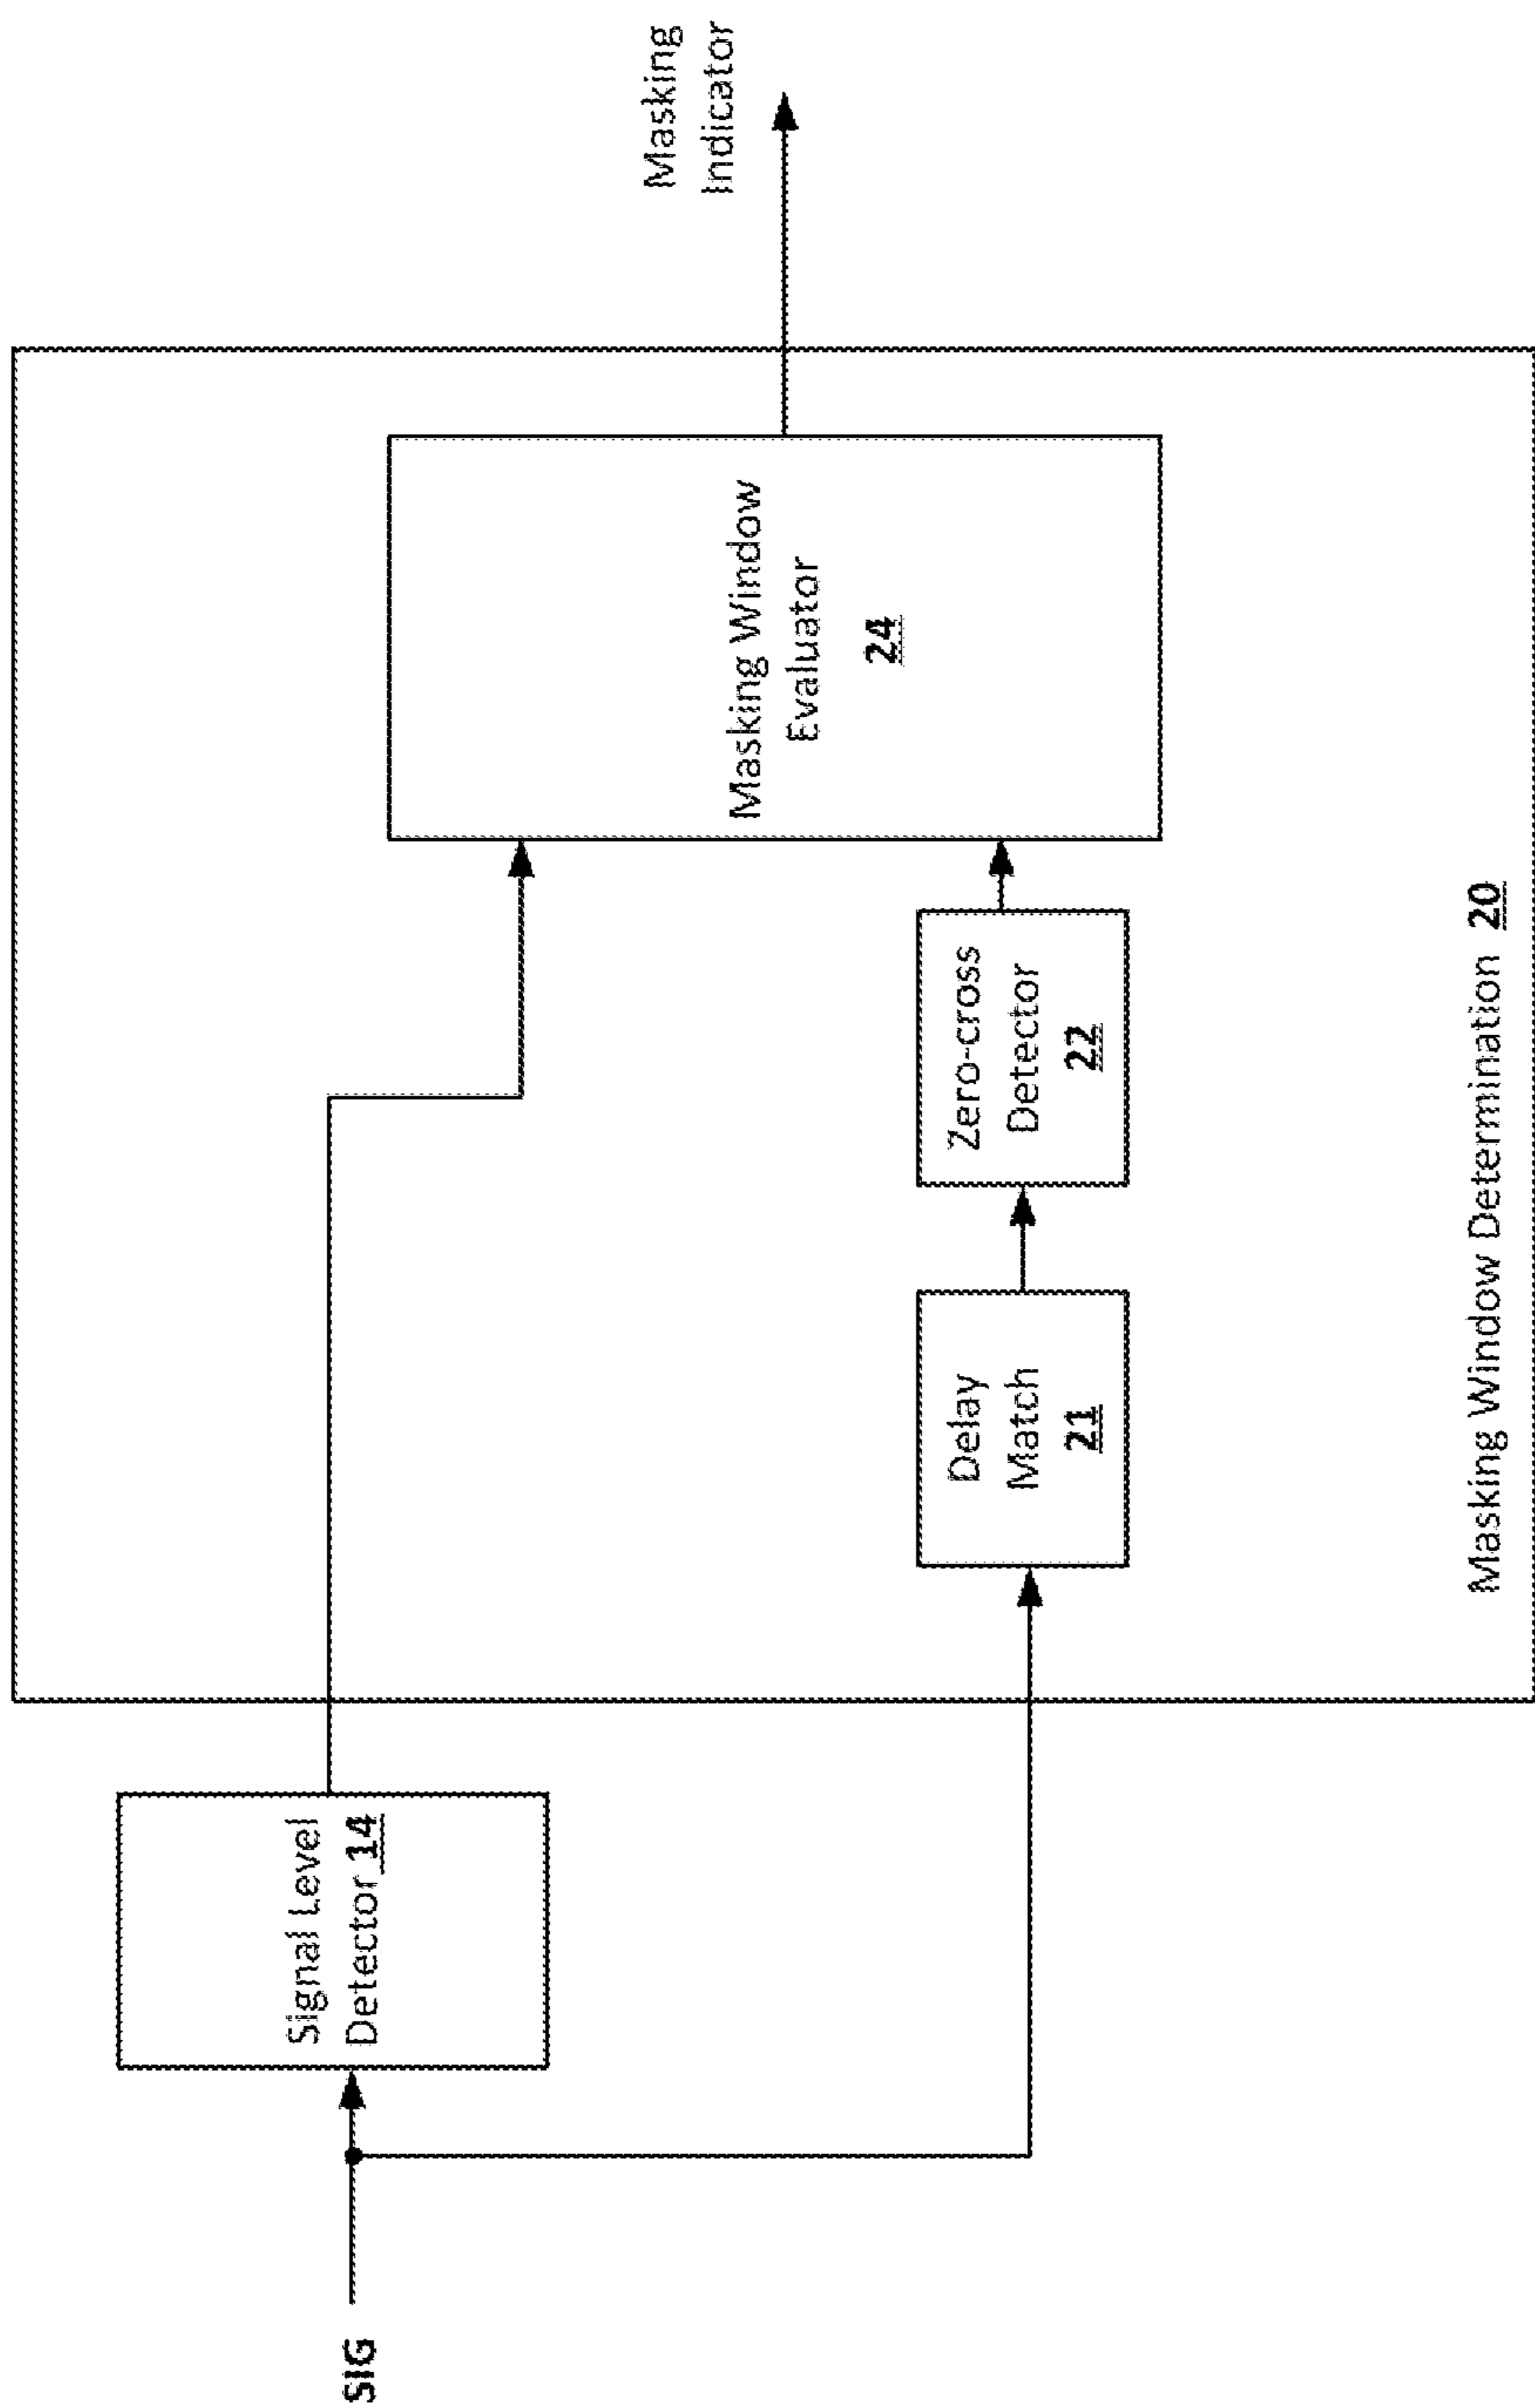 SIG
Signal Level
Detector 14
Delay
Match
21
Zero-cross
Detector
22
Masking Window
Evaluator
24
Masking Window Determination 20
Masking
Indicator